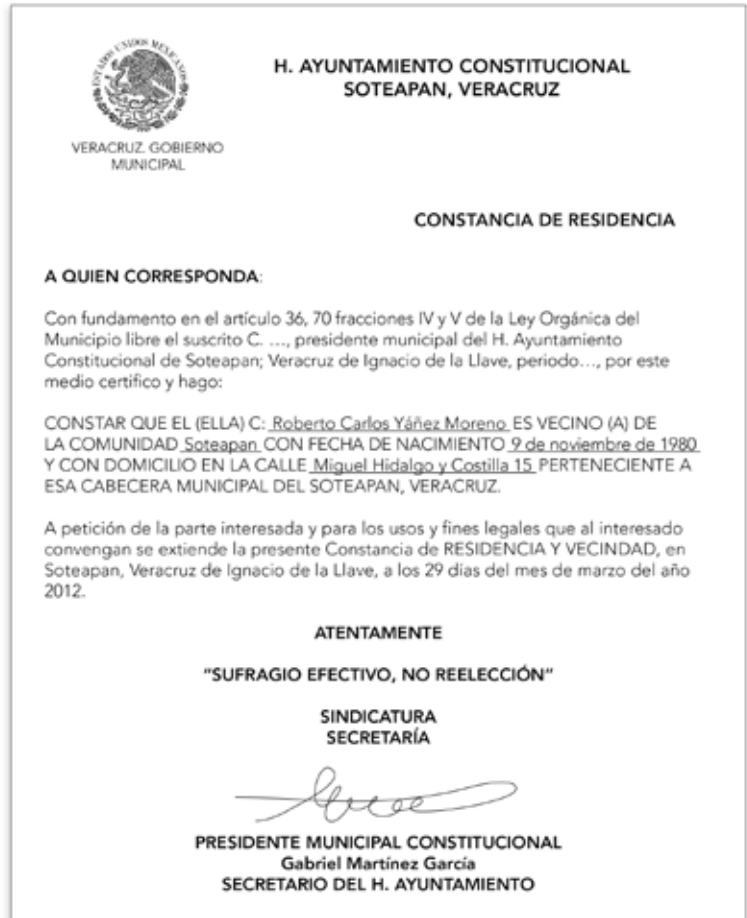 ESTADOS UNIDOS MEXICANOS
H. AYUNTAMIENTO CONSTITUCIONAL
SOTEAPAN, VERACRUZ
VERACRUZ. GOBIERNO
MUNICIPAL
CONSTANCIA DE RESIDENCIA
A QUIEN CORRESPONDA:
Con fundamento en el artículo 36, 70 fracciones IV y V de la Ley Orgánica del
Municipio libre el suscrito C. ..., presidente municipal del H. Ayuntamiento
Constitucional de Soteapan; Veracruz de Ignacio de la Llave, periodo..., por este
medio certifico y hago:
CONSTAR QUE EL (ELLA) C: Roberto Carlos Yáñez Moreno ES VECINO (A) DE
LA COMUNIDAD Soteapan CON FECHA DE NACIMIENTO 9 de noviembre de 1980
Y CON DOMICILIO EN LA CALLE Miguel Hidalgo y Costilla 15 PERTENECIENTE A
ESA CABECERA MUNICIPAL DEL SOTEAPAN, VERACRUZ.
A petición de la parte interesada y para los usos y fines legales que al interesado
convengan se extiende la presente Constancia de RESIDENCIA Y VECINDAD, en
Soteapan, Veracruz de Ignacio de la Llave, a los 29 días del mes de marzo del año
2012.
ATENTAMENTE
"SUFRAGIO EFECTIVO, NO REELECCIÓN"
SINDICATURA
SECRETARÍA
PRESIDENTE MUNICIPAL CONSTITUCIONAL
Gabriel Martínez García
SECRETARIO DEL H. AYUNTAMIENTO